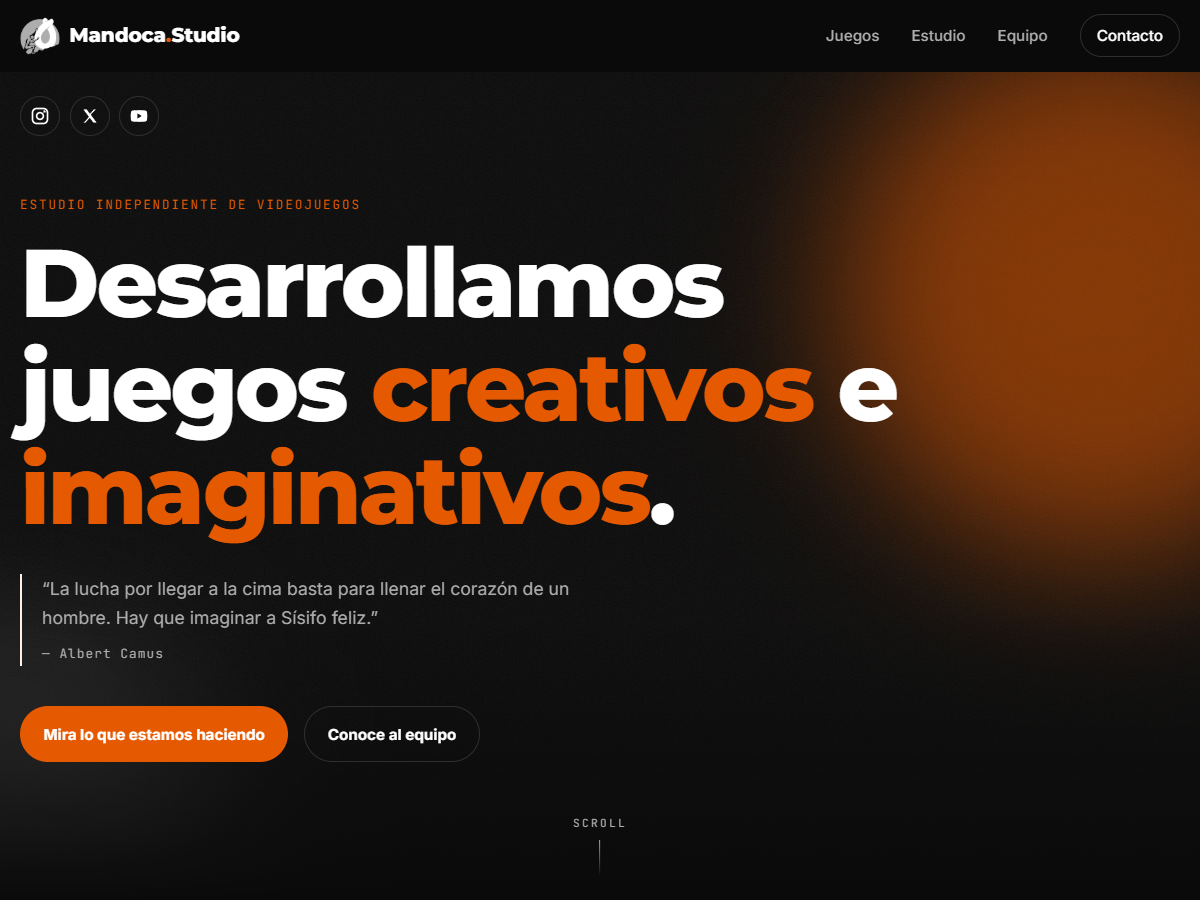 Mandoca.Studio
Juegos
Estudio
Equipo
Contacto
ESTUDIO INDEPENDIENTE DE VIDEOJUEGOS
Desarrollamos
juegos creativos e
imaginativos.
“La lucha por llegar a la cima basta para llenar el corazón de un
hombre. Hay que imaginar a Sísifo feliz.”
— Albert Camus
Mira lo que estamos haciendo
Conoce al equipo
SCROLL